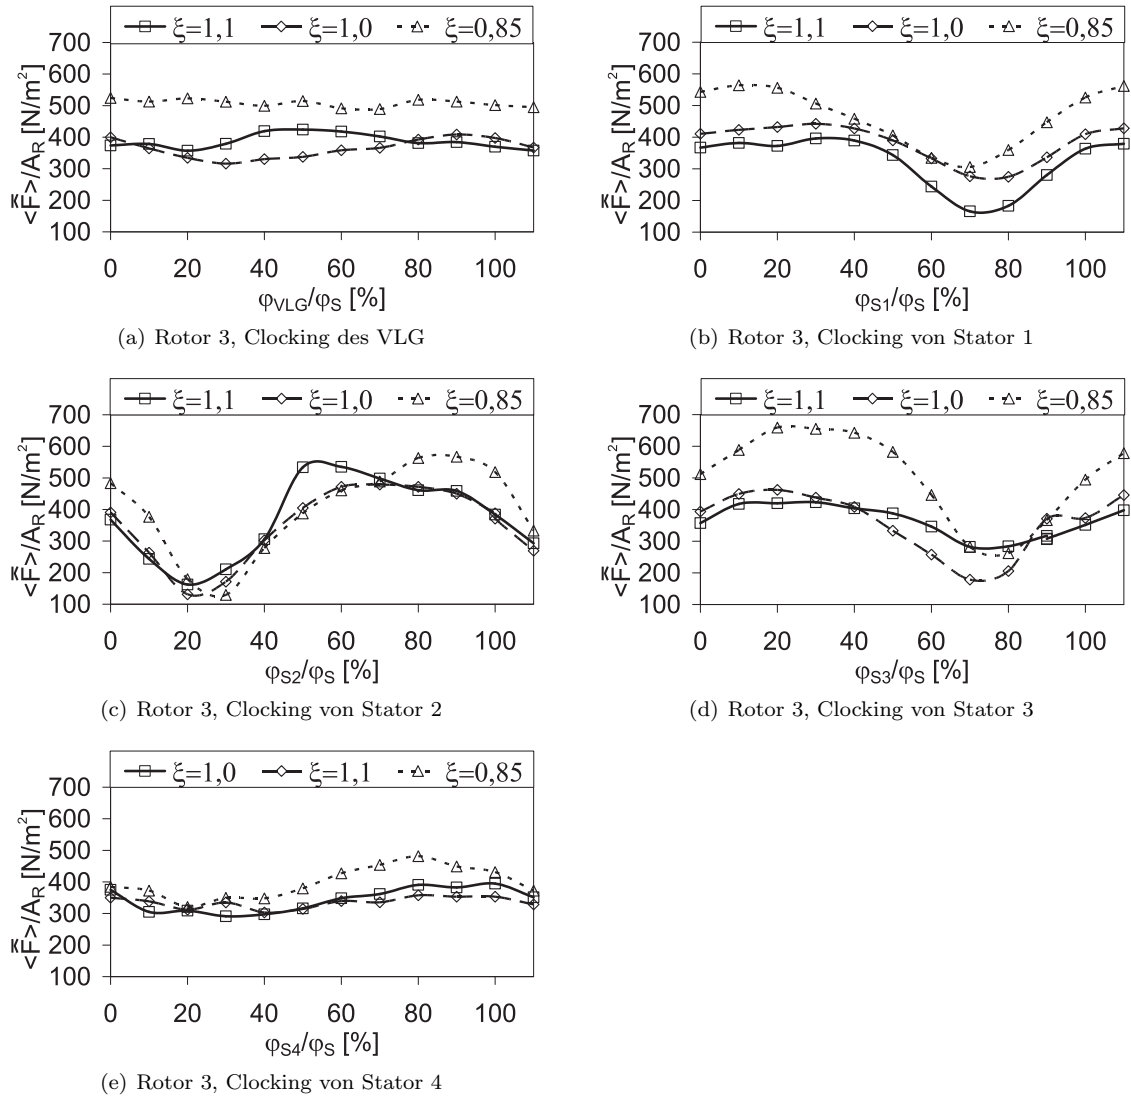 ξ=1,1 ξ=1,0 ξ=0,85
700
600
500
400
300
200
100
<F̃>/A_R [N/m²]
0 20 40 60 80 100
φ_VLG/φ_S [%]
(a) Rotor 3, Clocking des VLG
ξ=1,1 ξ=1,0 ξ=0,85
700
600
500
400
300
200
100
<F̃>/A_R [N/m²]
0 20 40 60 80 100
φ_S1/φ_S [%]
(b) Rotor 3, Clocking von Stator 1
ξ=1,1 ξ=1,0 ξ=0,85
700
600
500
400
300
200
100
<F̃>/A_R [N/m²]
0 20 40 60 80 100
φ_S2/φ_S [%]
(c) Rotor 3, Clocking von Stator 2
ξ=1,1 ξ=1,0 ξ=0,85
700
600
500
400
300
200
100
<F̃>/A_R [N/m²]
0 20 40 60 80 100
φ_S3/φ_S [%]
(d) Rotor 3, Clocking von Stator 3
ξ=1,0 ξ=1,1 ξ=0,85
700
600
500
400
300
200
100
<F̃>/A_R [N/m²]
0 20 40 60 80 100
φ_S4/φ_S [%]
(e) Rotor 3, Clocking von Stator 4